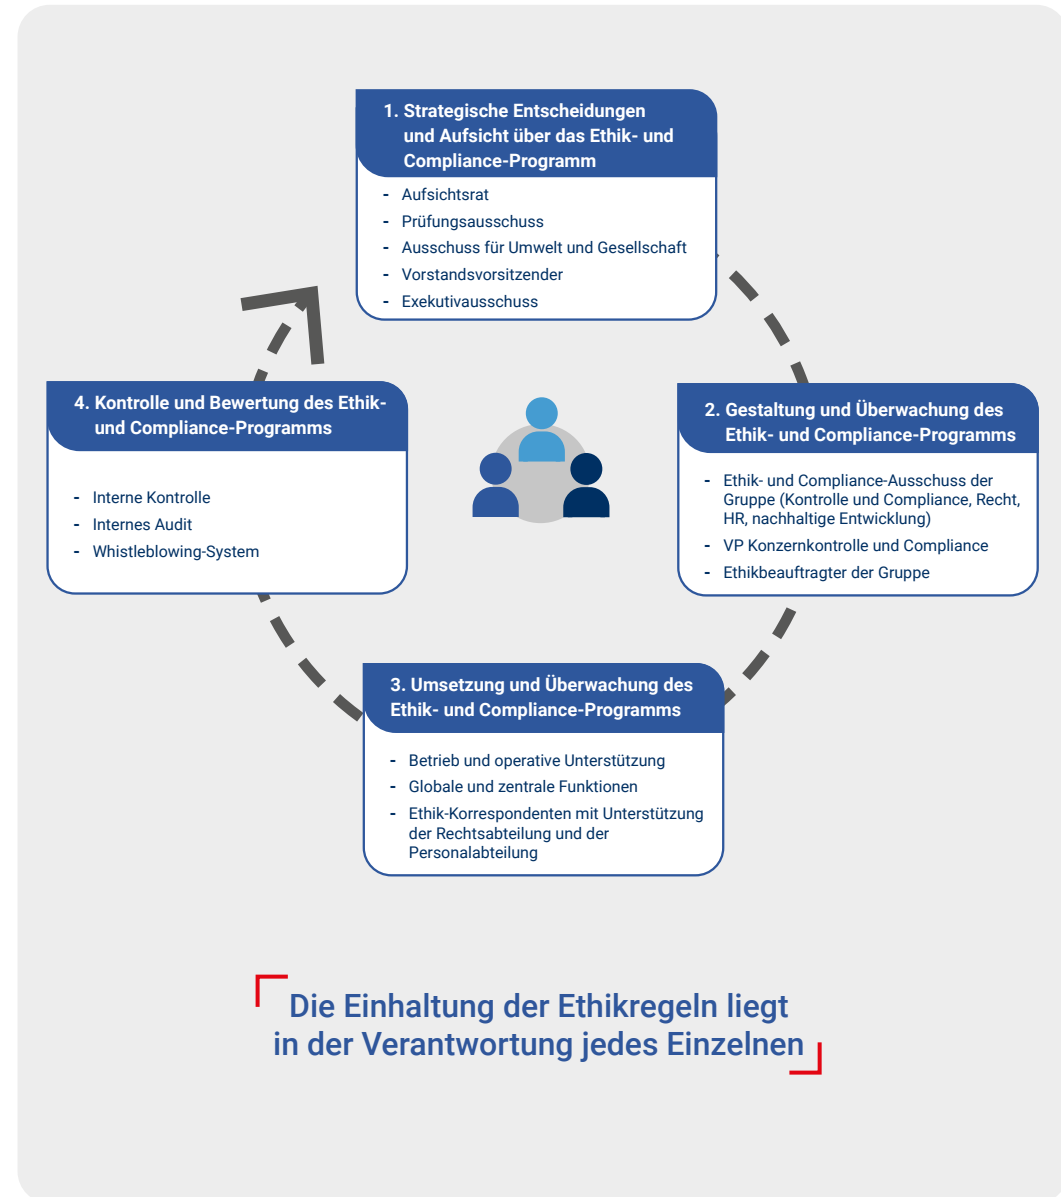 1. Strategische Entscheidungen
und Aufsicht über das Ethik- und
Compliance-Programm
- Aufsichtsrat
- Prüfungsausschuss
- Ausschuss für Umwelt und Gesellschaft
- Vorstandsvorsitzender
- Exekutivausschuss
2. Gestaltung und Überwachung des
Ethik- und Compliance-Programms
- Ethik- und Compliance-Ausschuss der
Gruppe (Kontrolle und Compliance, Recht,
HR, nachhaltige Entwicklung)
- VP Konzernkontrolle und Compliance
- Ethikbeauftragter der Gruppe
3. Umsetzung und Überwachung des
Ethik- und Compliance-Programms
- Betrieb und operative Unterstützung
- Globale und zentrale Funktionen
- Ethik-Korrespondenten mit Unterstützung
der Rechtsabteilung und der
Personalabteilung
4. Kontrolle und Bewertung des Ethik-
und Compliance-Programms
- Interne Kontrolle
- Internes Audit
- Whistleblowing-System
Die Einhaltung der Ethikregeln liegt
in der Verantwortung jedes Einzelnen